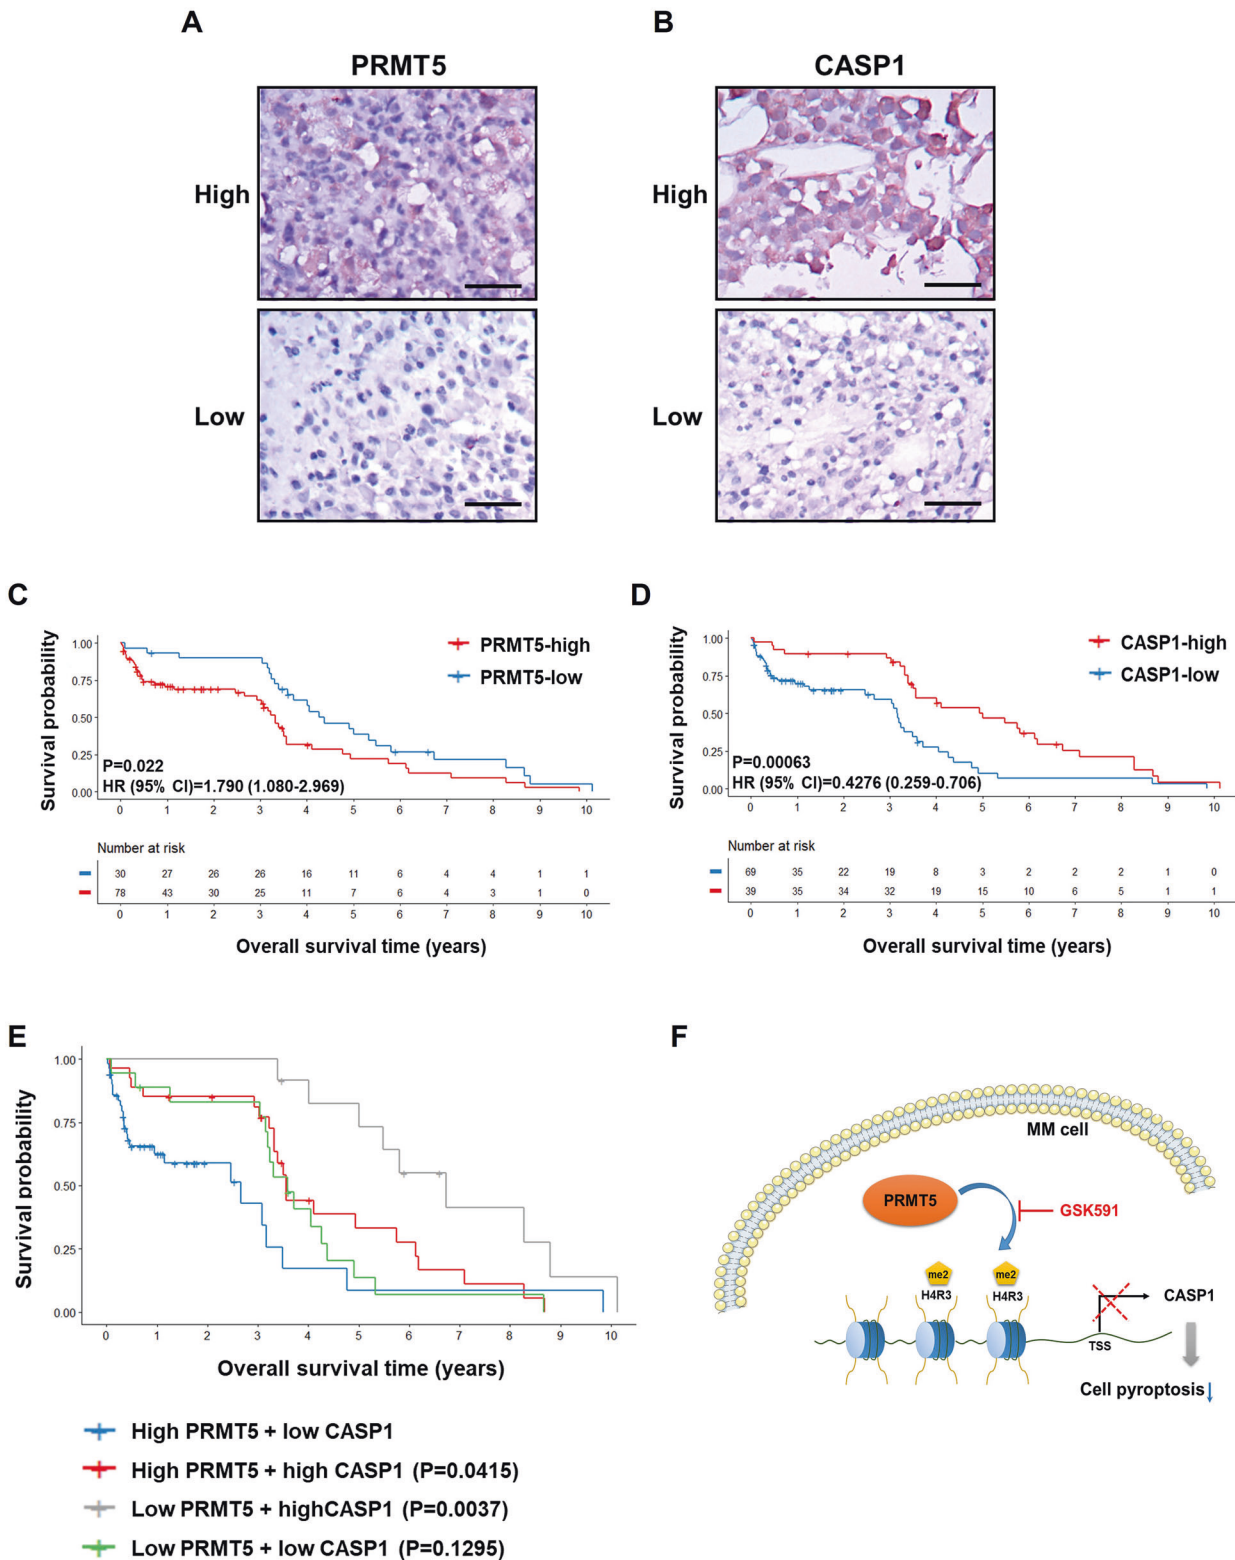 A
PRMT5
High
Low
B
CASP1
High
Low
C
Survival probability
1.00
0.75
0.50
0.25
0.00
PRMT5-high
PRMT5-low
P=0.022
HR (95% CI)=1.790 (1.080-2.969)
0 1 2 3 4 5 6 7 8 9 10
Number at risk
30 27 26 26 16 11 6 4 4 1 1
78 43 30 25 11 7 6 4 3 1 0
0 1 2 3 4 5 6 7 8 9 10
Overall survival time (years)
D
Survival probability
1.00
0.75
0.50
0.25
0.00
CASP1-high
CASP1-low
P=0.00063
HR (95% CI)=0.4276 (0.259-0.706)
0 1 2 3 4 5 6 7 8 9 10
Number at risk
69 35 22 19 8 3 2 2 2 1 0
39 35 34 32 19 15 10 6 5 1 1
0 1 2 3 4 5 6 7 8 9 10
Overall survival time (years)
E
Survival probability
1.00
0.75
0.50
0.25
0.00
0 1 2 3 4 5 6 7 8 9 10
Overall survival time (years)
High PRMT5 + low CASP1
High PRMT5 + high CASP1 (P=0.0415)
Low PRMT5 + highCASP1 (P=0.0037)
Low PRMT5 + low CASP1 (P=0.1295)
F
MM cell
PRMT5
GSK591
me2 me2
H4R3 H4R3
CASP1
TSS
Cell pyroptosis↓